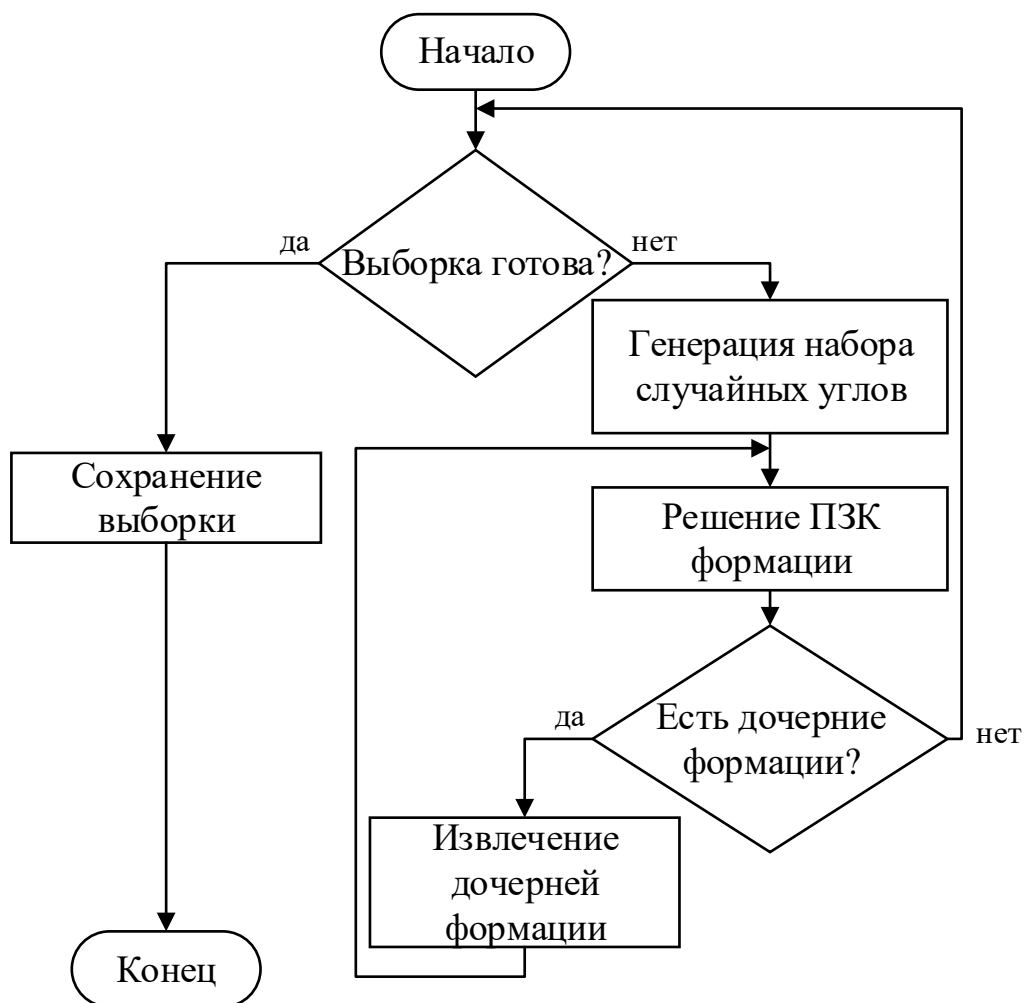 Начало
да
нет
Выборка готова?
Генерация набора
случайных углов
Сохранение
выборки
Решение ПЗК
формации
да
Есть дочерние
формации?
нет
Извлечение
дочерней
формации
Конец